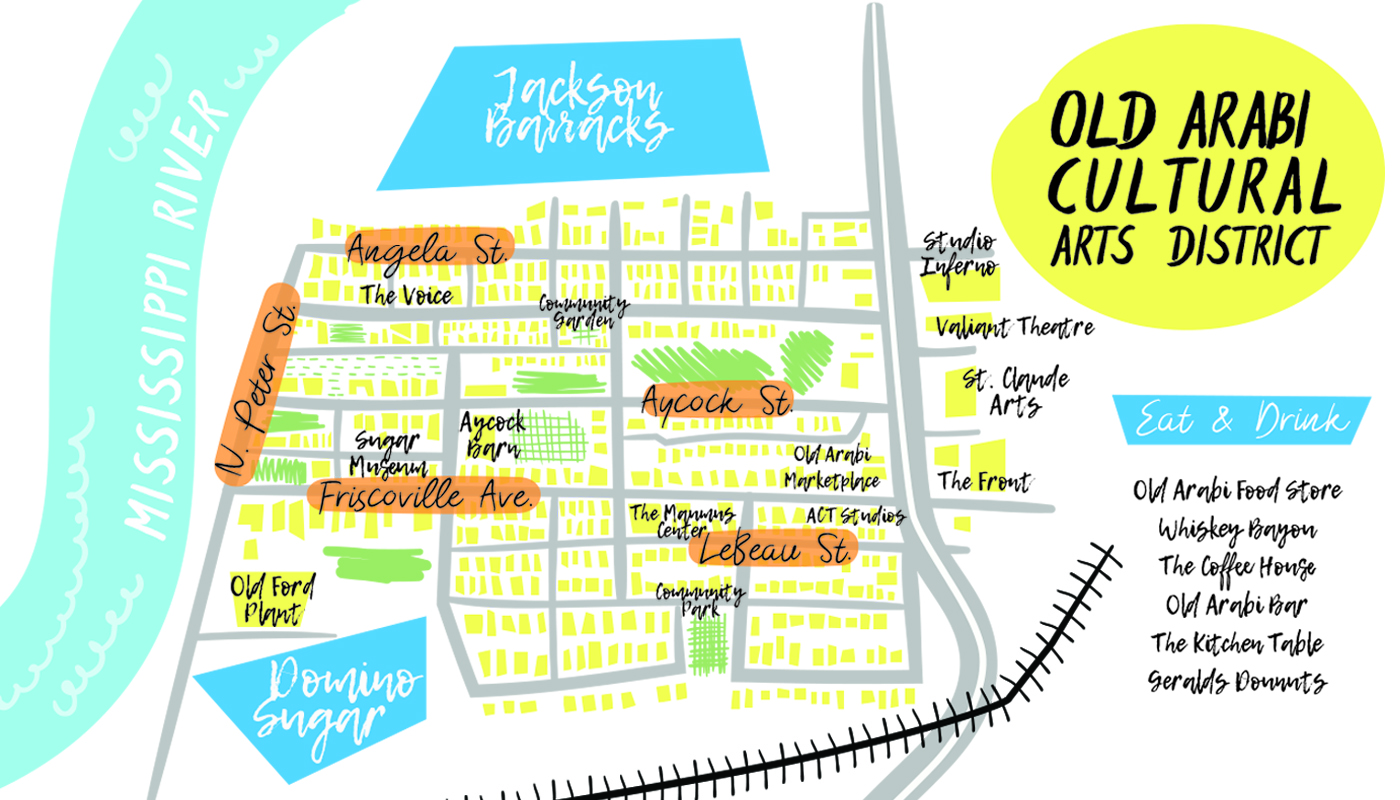 MISSISSIPPI RIVER
Jackson
Barracks
OLD ARABI
CULTURAL
ARTS DISTRICT
Angela St.
The Voice
Community
Garden
N. Peter St.
Studio
Inferno
Valiant Theatre
St. Claude
Arts
The Front
Aycock St.
Aycock
Barn
Sugar
Museum
Old Arabi
Marketplace
Friscoville Ave.
The Maumus
Center
ACT Studios
LeBeau St.
Community
Park
Old Ford
Plant
Domino
Sugar
Eat & Drink
Old Arabi Food Store
Whiskey Bayou
The Coffee House
Old Arabi Bar
The Kitchen Table
Geralds Dounuts